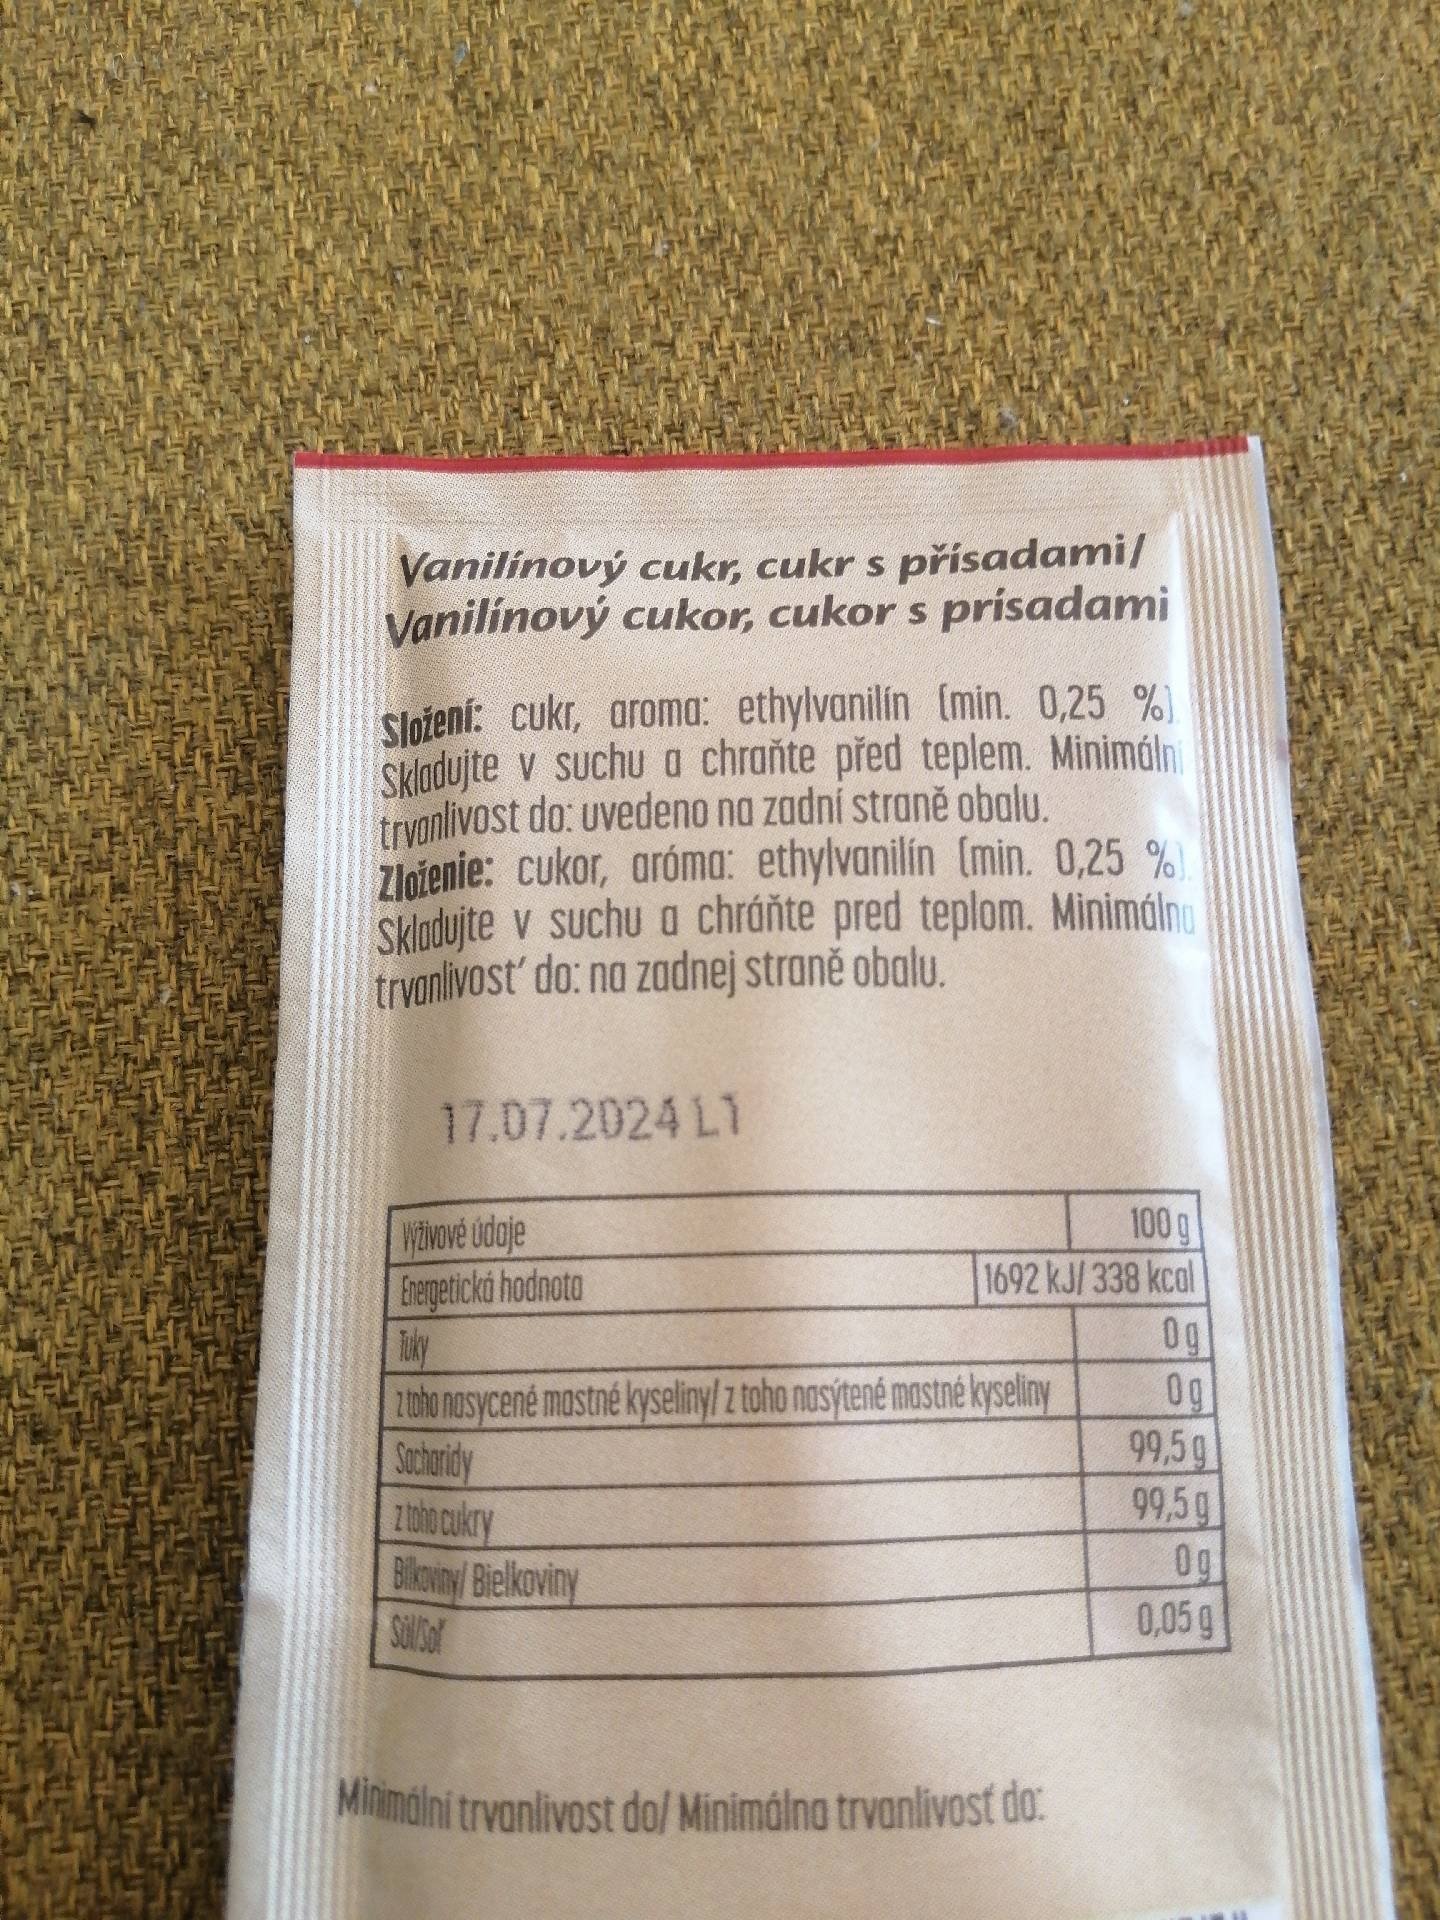 Vanilínový cukr, cukr s přísadami/
Vanilínový cukor, cukor s prísadami
Složení: cukr, aroma: ethylvanilín (min. 0,25 %).
Skladujte v suchu a chraňte před teplem. Minimální
trvanlivost do: uvedeno na zadní straně obalu.
Zloženie: cukor, aróma: ethylvanilín (min. 0,25 %).
Skladujte v suchu a chráňte pred teplom. Minimálna
trvanlivosť do: na zadnej straně obalu.
17.07.2024 L1
Výživové údaje 100 g
Energetická hodnota 1692 kJ/ 338 kcal
Tuky 0 g
z toho nasycené mastné kyseliny/ z toho nasýtené mastné kyseliny 0 g
Sacharidy 99,5 g
z toho cukry 99,5 g
Bílkoviny/ Bielkoviny 0 g
Sůl/Soľ 0,05 g
Minimální trvanlivost do/ Minimálna trvanlivosť do: